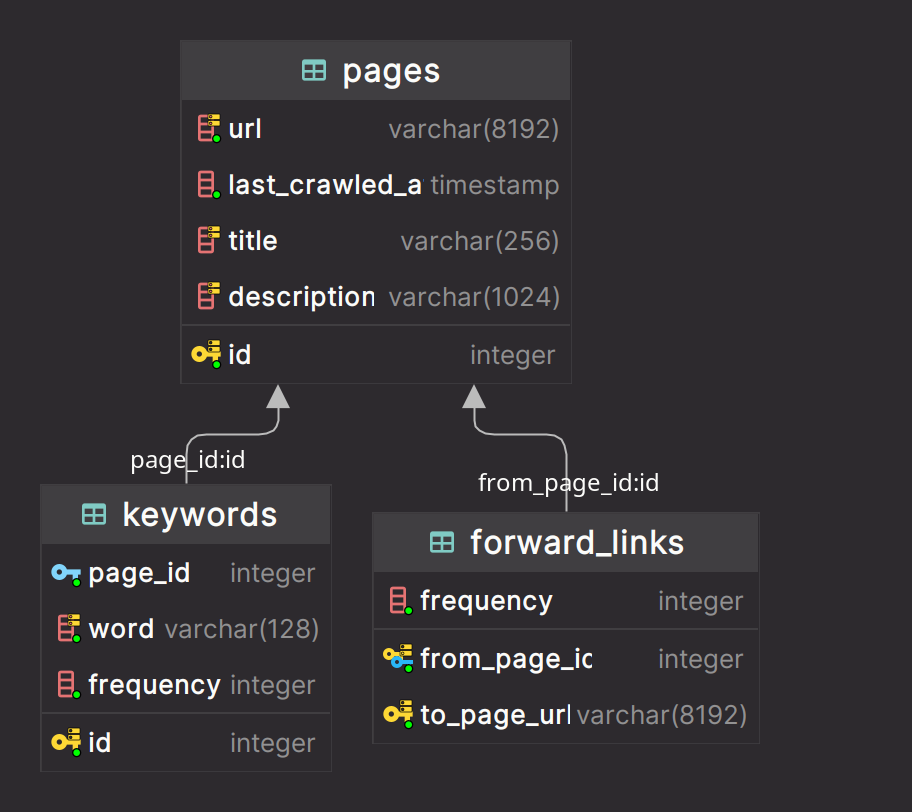 pages
url varchar(8192)
last_crawled_a timestamp
title varchar(256)
description varchar(1024)
id integer
page_id:id
from_page_id:id
keywords
page_id integer
word varchar(128)
frequency integer
id integer
forward_links
frequency integer
from_page_id integer
to_page_url varchar(8192)